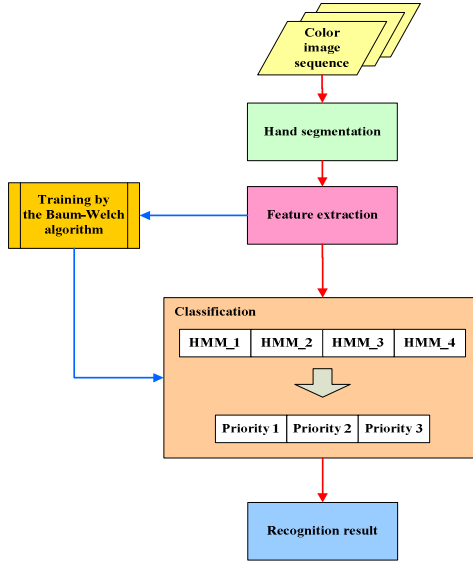 Color
image
sequence
Hand segmentation
Training by
the Baum-Welch
algorithm
Feature extraction
Classification
HMM_1 HMM_2 HMM_3 HMM_4
Priority 1 Priority 2 Priority 3
Recognition result